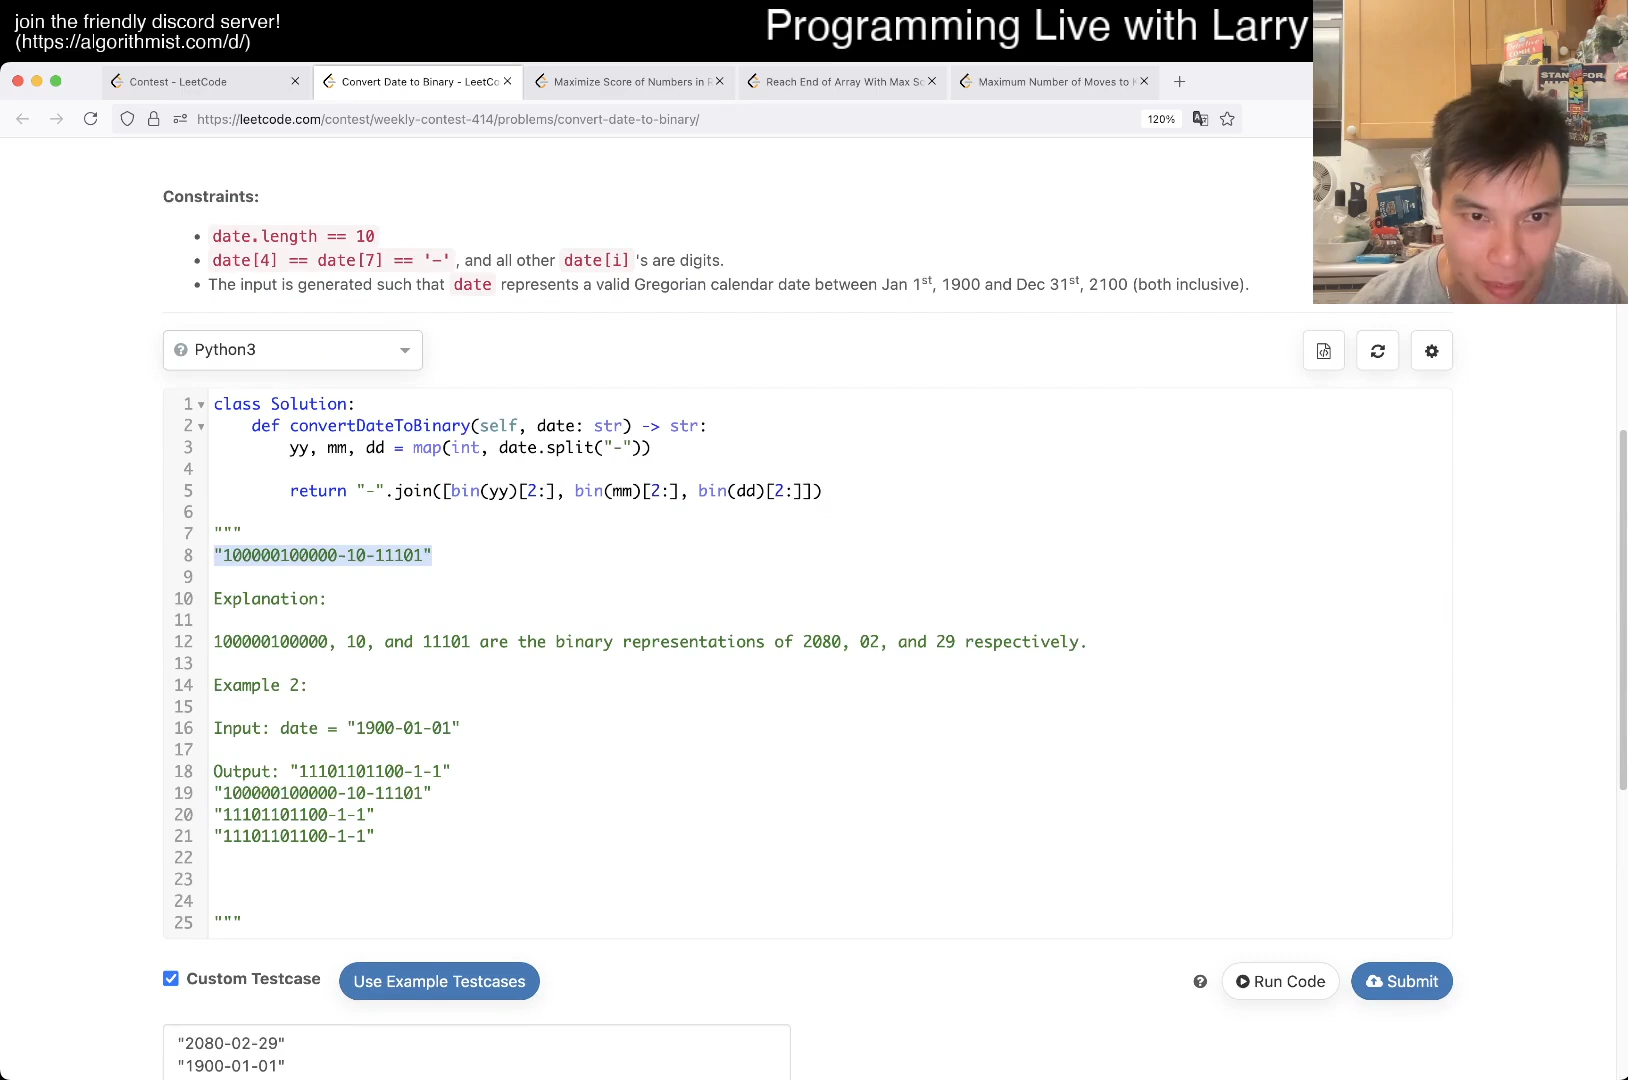 join the friendly discord server!
(https://algorithmist.com/d/)
Programming Live with Larry
Contest - LeetCode
Convert Date to Binary - LeetCo
Maximize Score of Numbers in R
Reach End of Array With Max Sc
Maximum Number of Moves to K
https://leetcode.com/contest/weekly-contest-414/problems/convert-date-to-binary/
120%
Constraints:
• date.length == 10
• date[4] == date[7] == '-', and all other date[i]'s are digits.
• The input is generated such that date represents a valid Gregorian calendar date between Jan 1st, 1900 and Dec 31st, 2100 (both inclusive).
Python3
1 class Solution:
2 def convertDateToBinary(self, date: str) -> str:
3 yy, mm, dd = map(int, date.split("-"))
4
5 return "-".join([bin(yy)[2:], bin(mm)[2:], bin(dd)[2:]])
6
7 """
8 "100000100000-10-11101"
9
10 Explanation:
11
12 100000100000, 10, and 11101 are the binary representations of 2080, 02, and 29 respectively.
13
14 Example 2:
15
16 Input: date = "1900-01-01"
17
18 Output: "11101101100-1-1"
19 "100000100000-10-11101"
20 "11101101100-1-1"
21 "11101101100-1-1"
22
23
24
25 """
Custom Testcase
Use Example Testcases
Run Code
Submit
"2080-02-29"
"1900-01-01"